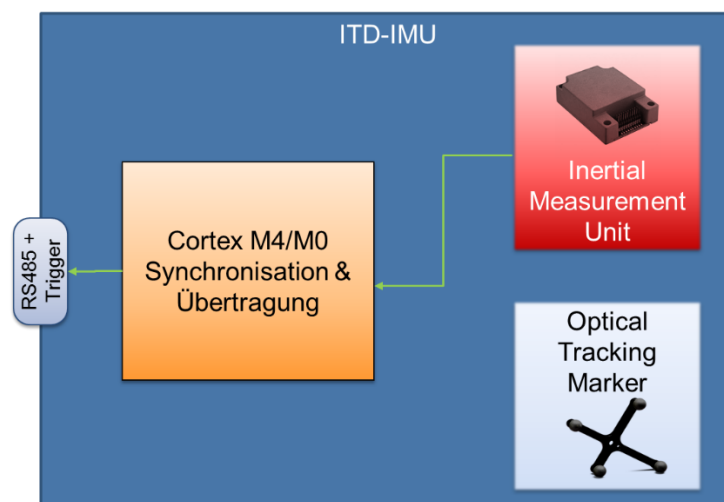 ITD-IMU
Inertial
Measurement
Unit
Cortex M4/M0
Synchronisation &
Übertragung
RS485 +
Trigger
Optical
Tracking
Marker